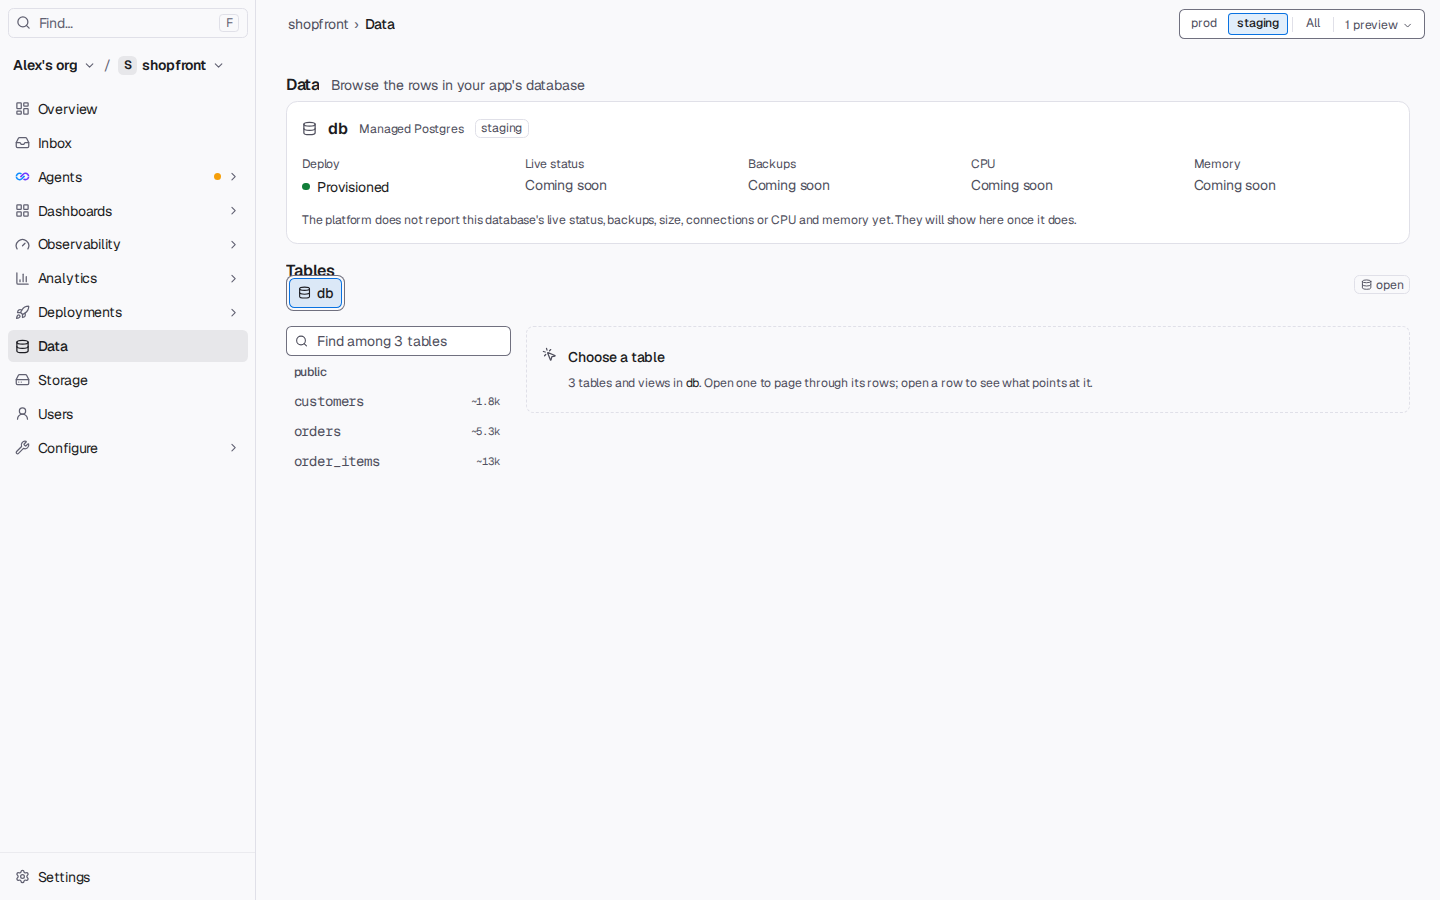 Find... F
Alex's org / S shopfront
Overview
Inbox
Agents
Dashboards
Observability
Analytics
Deployments
Data
Storage
Users
Configure
Settings
shopfront › Data
prod staging All 1 preview
Data Browse the rows in your app's database
db Managed Postgres staging
Deploy Live status Backups CPU Memory
Provisioned Coming soon Coming soon Coming soon Coming soon
The platform does not report this database's live status, backups, size, connections or CPU and memory yet. They will show here once it does.
Tables
db open
Find among 3 tables
public
customers ~1.8k
orders ~5.3k
order_items ~13k
Choose a table
3 tables and views in db. Open one to page through its rows; open a row to see what points at it.